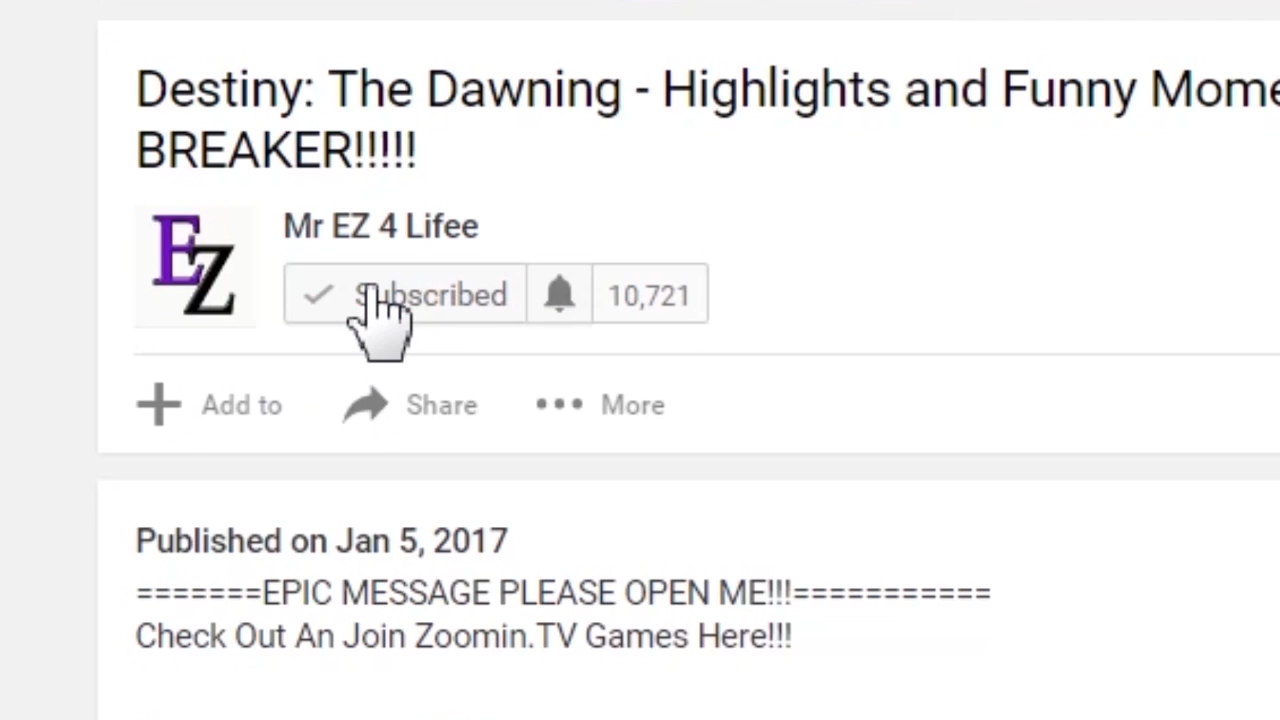 Destiny: The Dawning - Highlights and Funny
BREAKER!!!!!
EZ
Mr EZ 4 Lifee
Subscribed 10,721
Add to Share More
Published on Jan 5, 2017
=======EPIC MESSAGE PLEASE OPEN ME!!!===========
Check Out An Join Zoomin.TV Games Here!!!